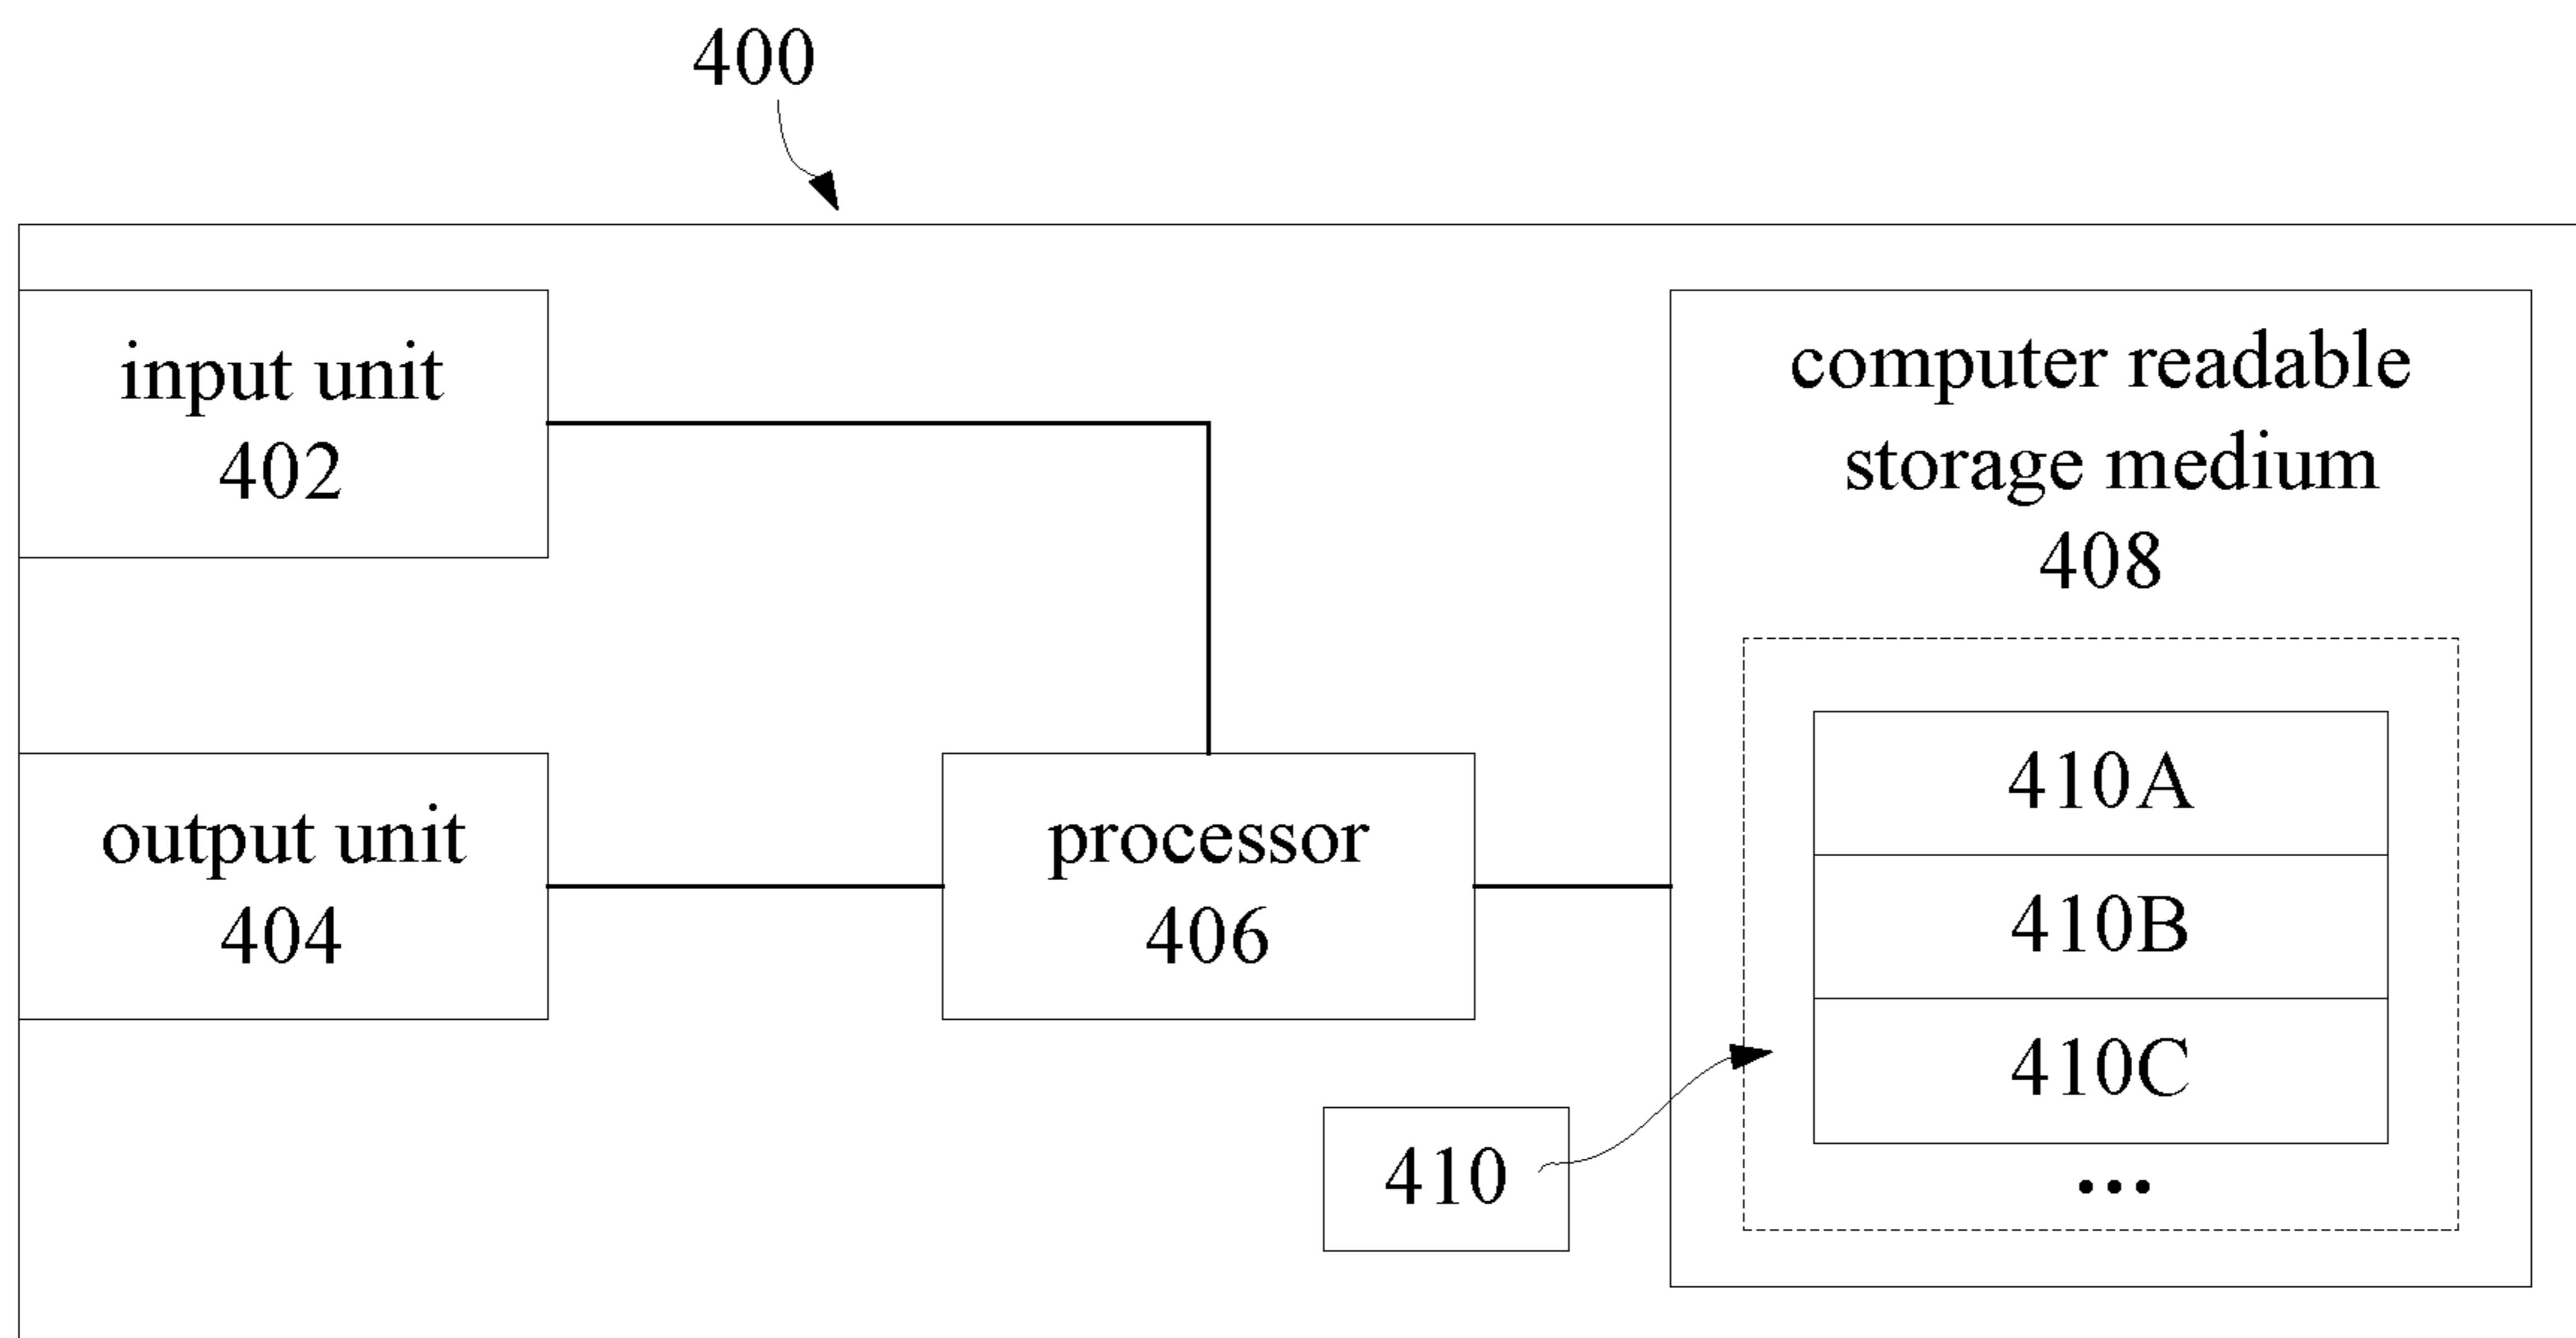 400
input unit
402
output unit
404
processor
406
computer readable
storage medium
408
410A
410B
410C
...
410